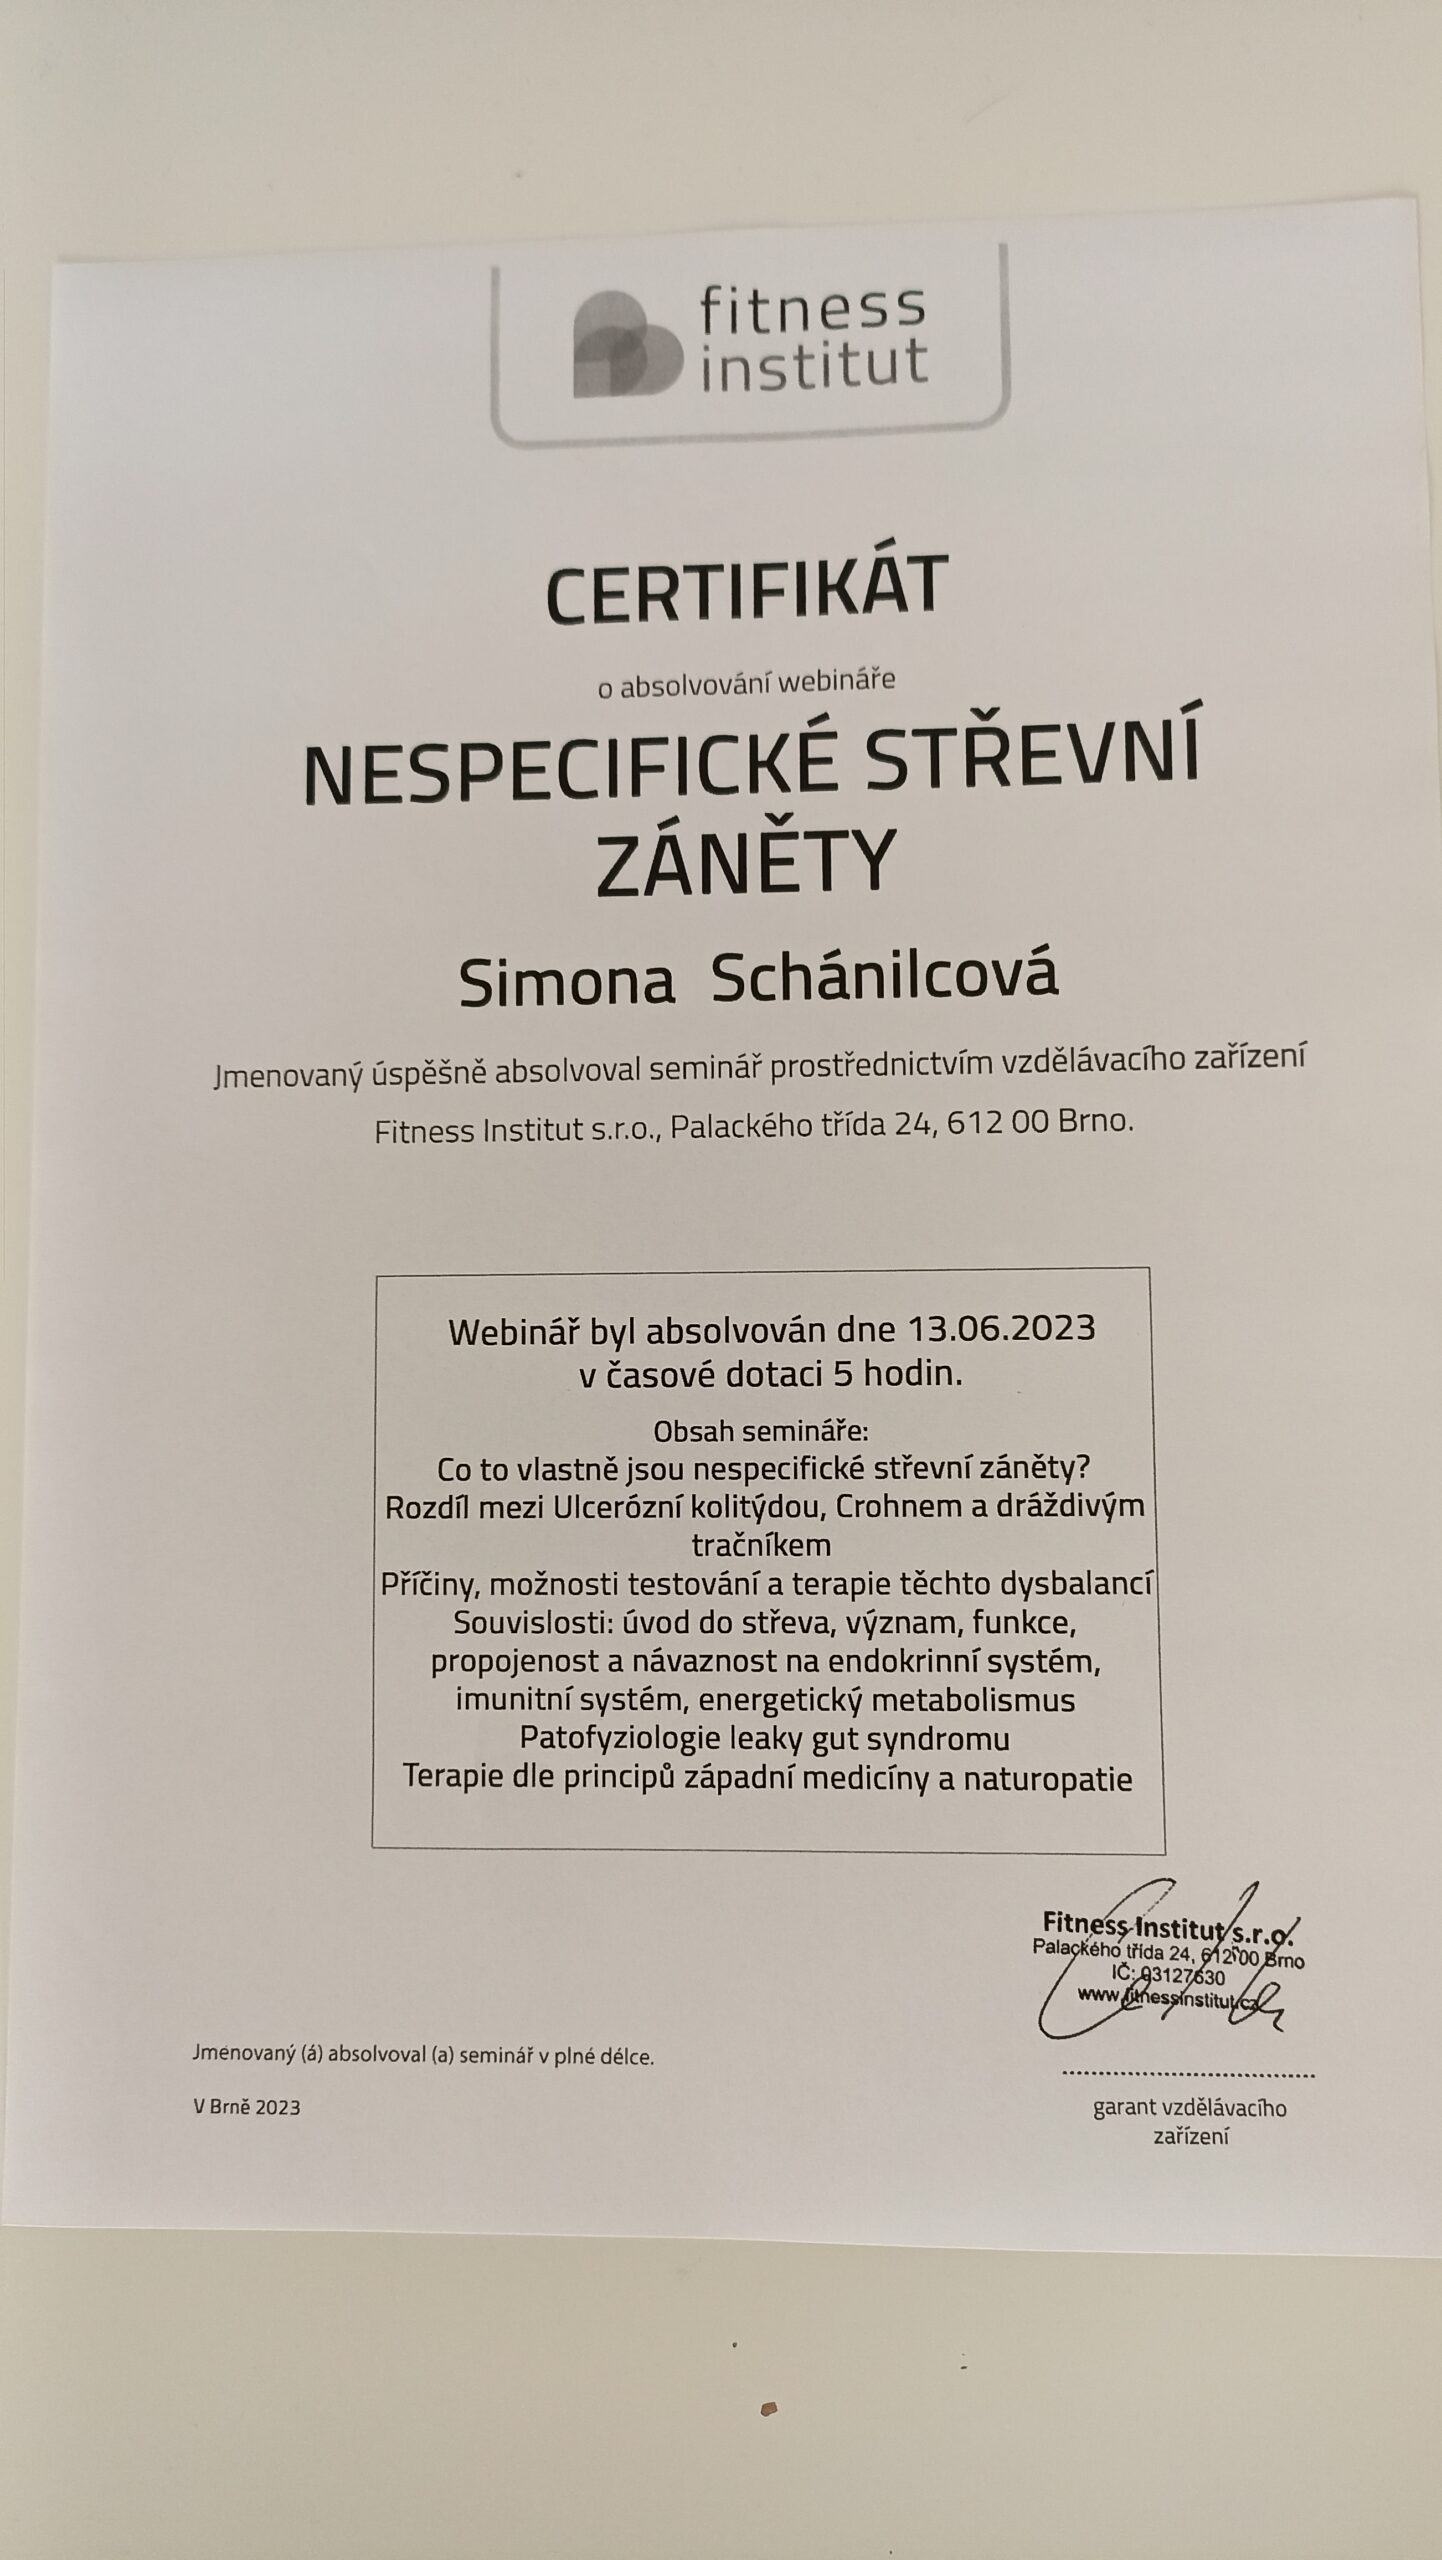 fitness
institut
CERTIFIKÁT
o absolvování webináře
NESPECIFICKÉ STŘEVNÍ
ZÁNĚTY
Simona Schánilcová
Jmenovaný úspěšně absolvoval seminář prostřednictvím vzdělávacího zařízení
Fitness Institut s.r.o., Palackého třída 24, 612 00 Brno.
Webinář byl absolvován dne 13.06.2023
v časové dotaci 5 hodin.
Obsah semináře:
Co to vlastně jsou nespecifické střevní záněty?
Rozdíl mezi Ulcerózní kolitýdou, Crohnem a dráždivým
tračníkem
Příčiny, možnosti testování a terapie těchto dysbalancí
Souvislosti: úvod do střeva, význam, funkce,
propojenost a návaznost na endokrinní systém,
imunitní systém, energetický metabolismus
Patofyziologie leaky gut syndromu
Terapie dle principů západní medicíny a naturopatie
Fitness Institut s.r.o.
Palackého třída 24, 612 00 Brno
IČ: 03127630
www.fitnessinstitut.cz
Jmenovaný (á) absolvoval (a) seminář v plné délce.
V Brně 2023
garant vzdělávacího
zařízení